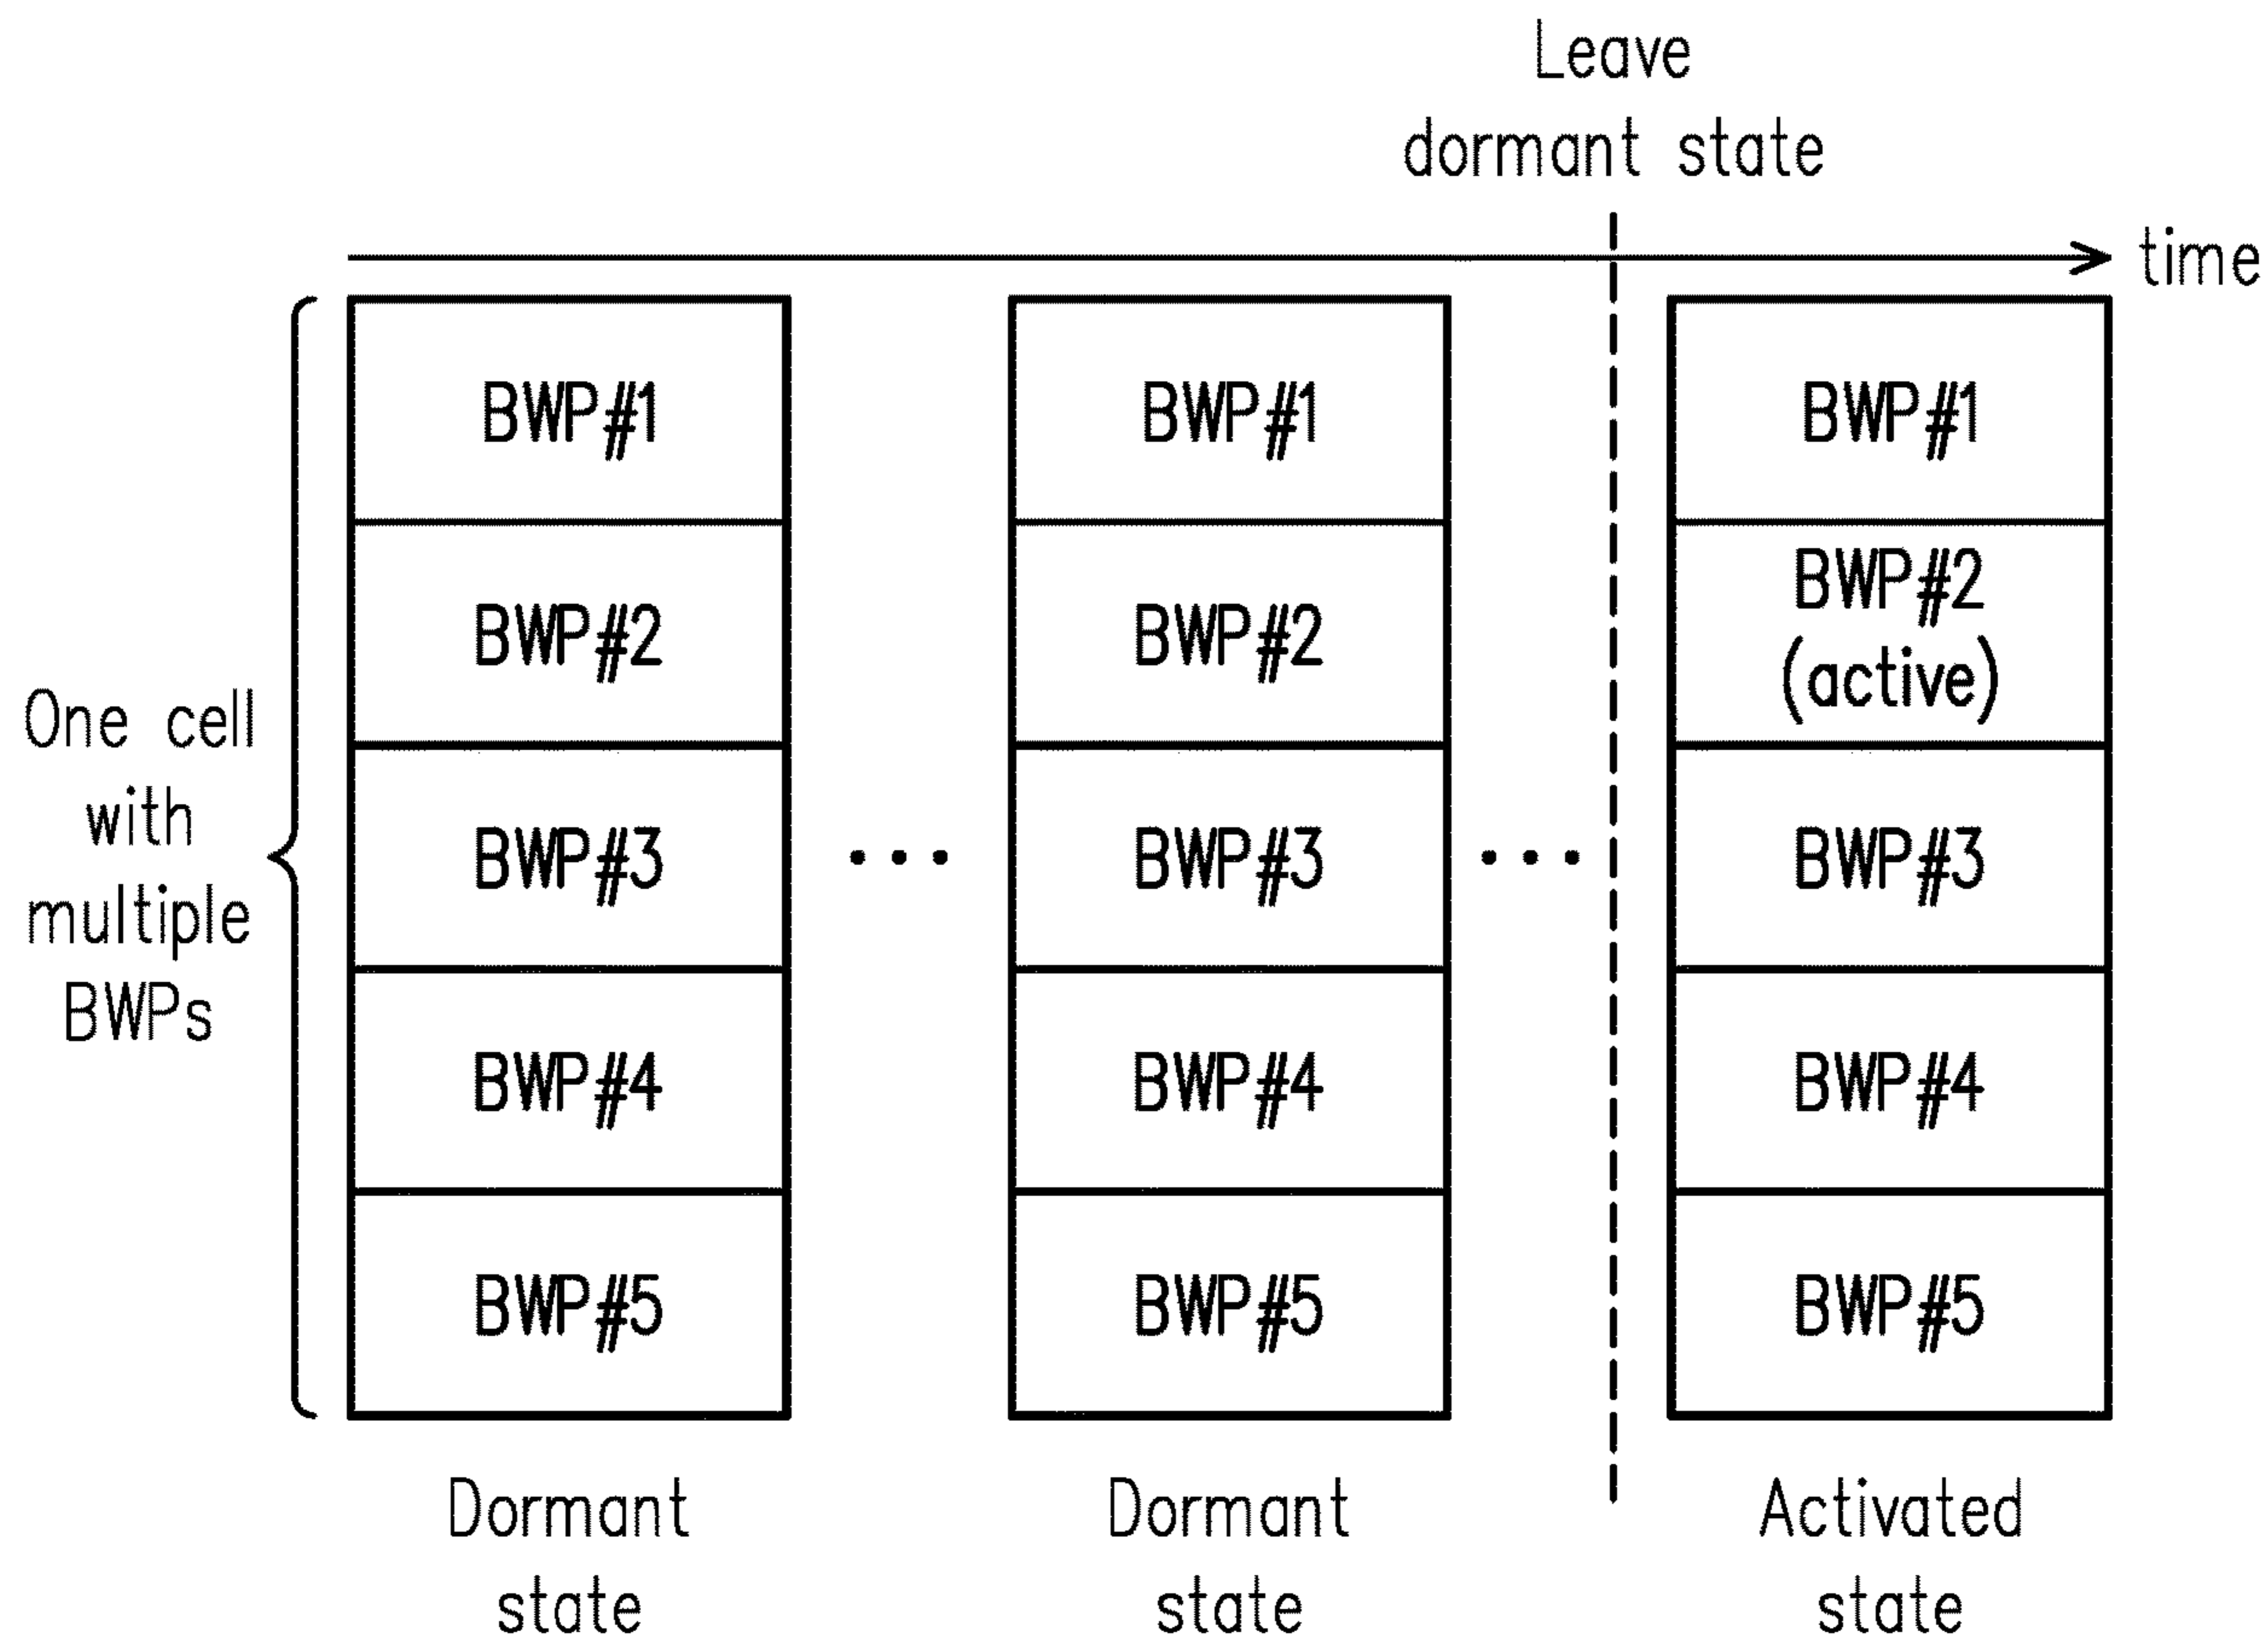 Leave
dormant state
time
One cell
with
multiple
BWPs
BWP#1
BWP#2
BWP#3
BWP#4
BWP#5
Dormant
state
...
BWP#1
BWP#2
BWP#3
BWP#4
BWP#5
Dormant
state
...
BWP#1
BWP#2
(active)
BWP#3
BWP#4
BWP#5
Activated
state